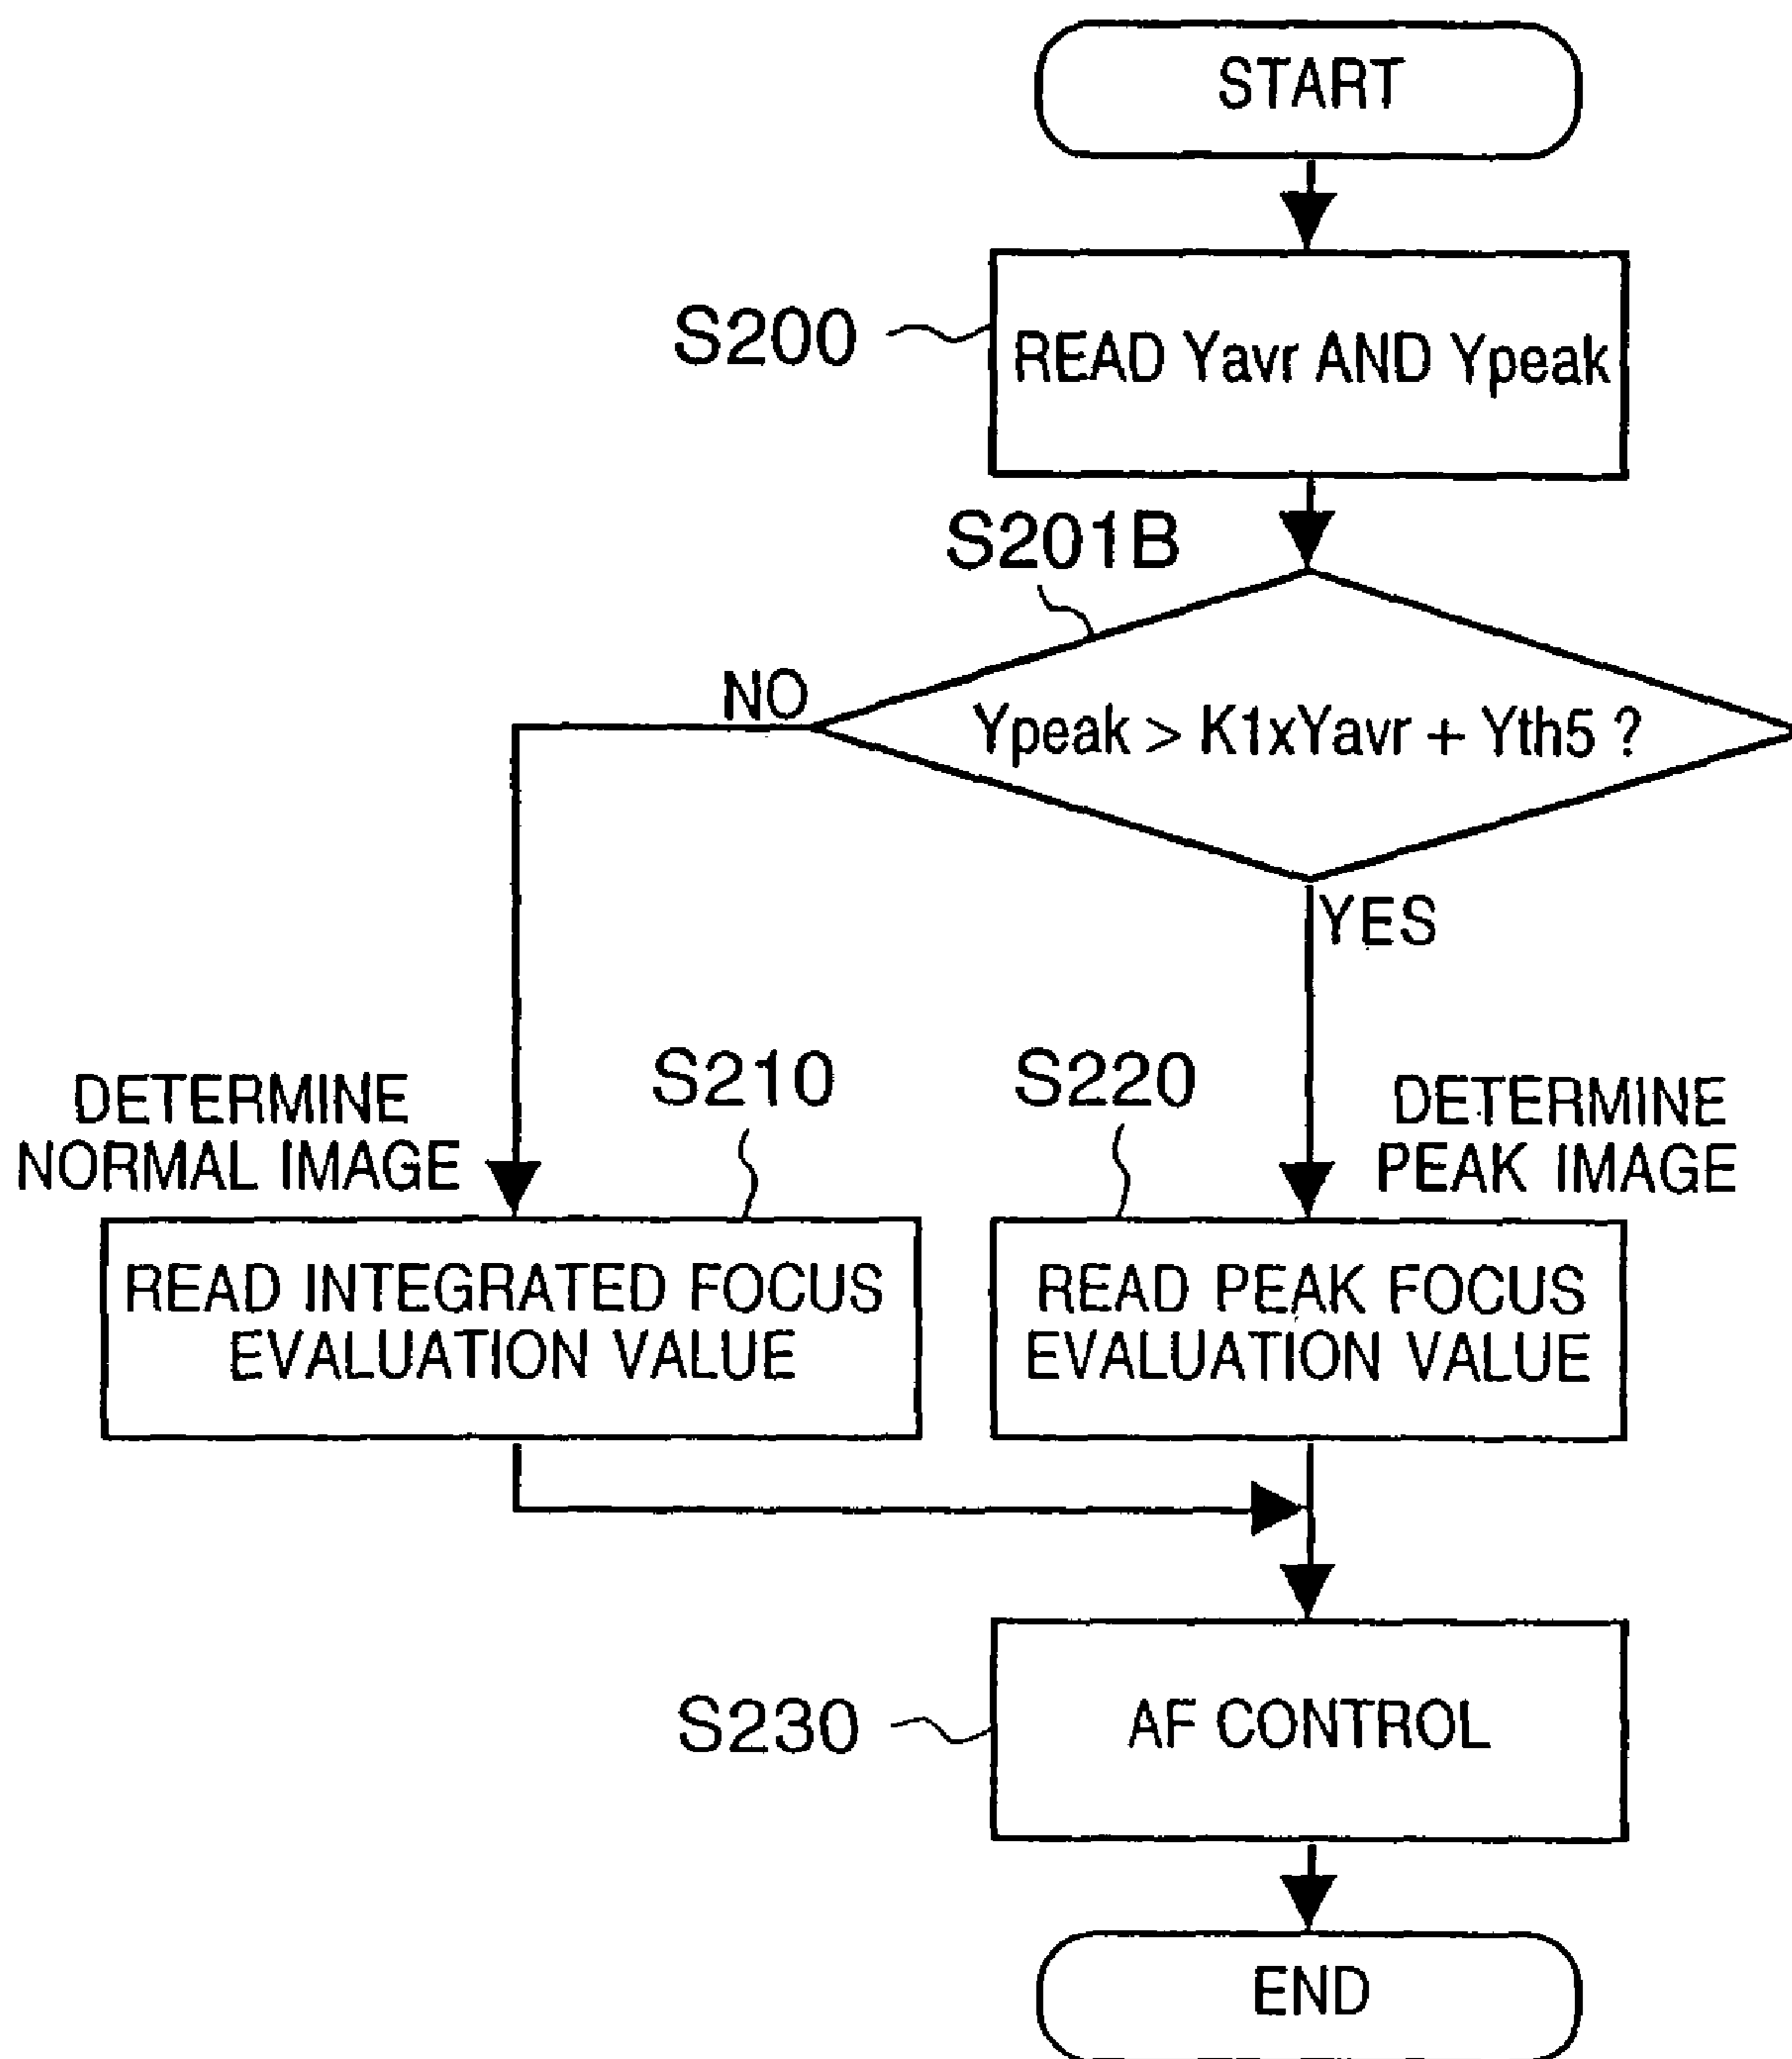 START
S200
READ Yavr AND Ypeak
S201B
NO
Ypeak > K1xYavr + Yth5 ?
YES
S210
S220
DETERMINE
NORMAL IMAGE
DETERMINE
PEAK IMAGE
READ INTEGRATED FOCUS
EVALUATION VALUE
READ PEAK FOCUS
EVALUATION VALUE
S230
AF CONTROL
END